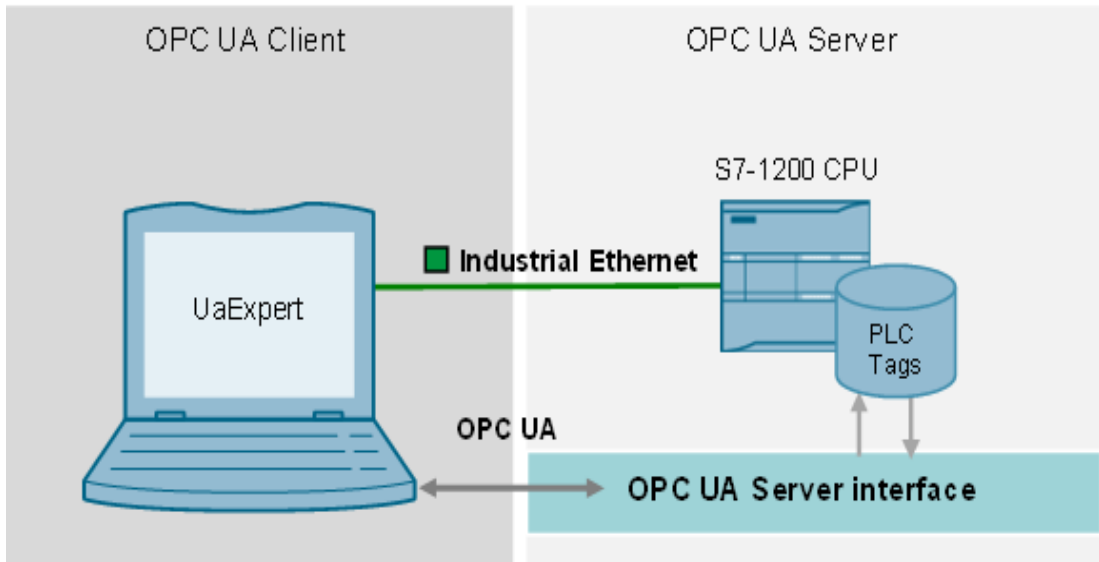 OPC UA Client
OPC UA Server
S7-1200 CPU
Industrial Ethernet
UaExpert
PLC
Tags
OPC UA
OPC UA Server interface